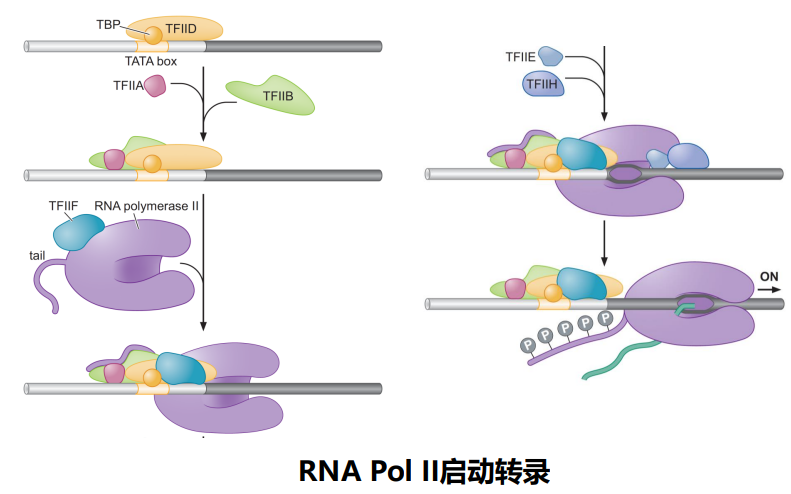 TBP
TFIID
TATA box
TFIIA
TFIIB
TFIIF
RNA polymerase II
tail
TFIIE
TFIIH
ON
P
P
P
P
P
RNA Pol II启动转录